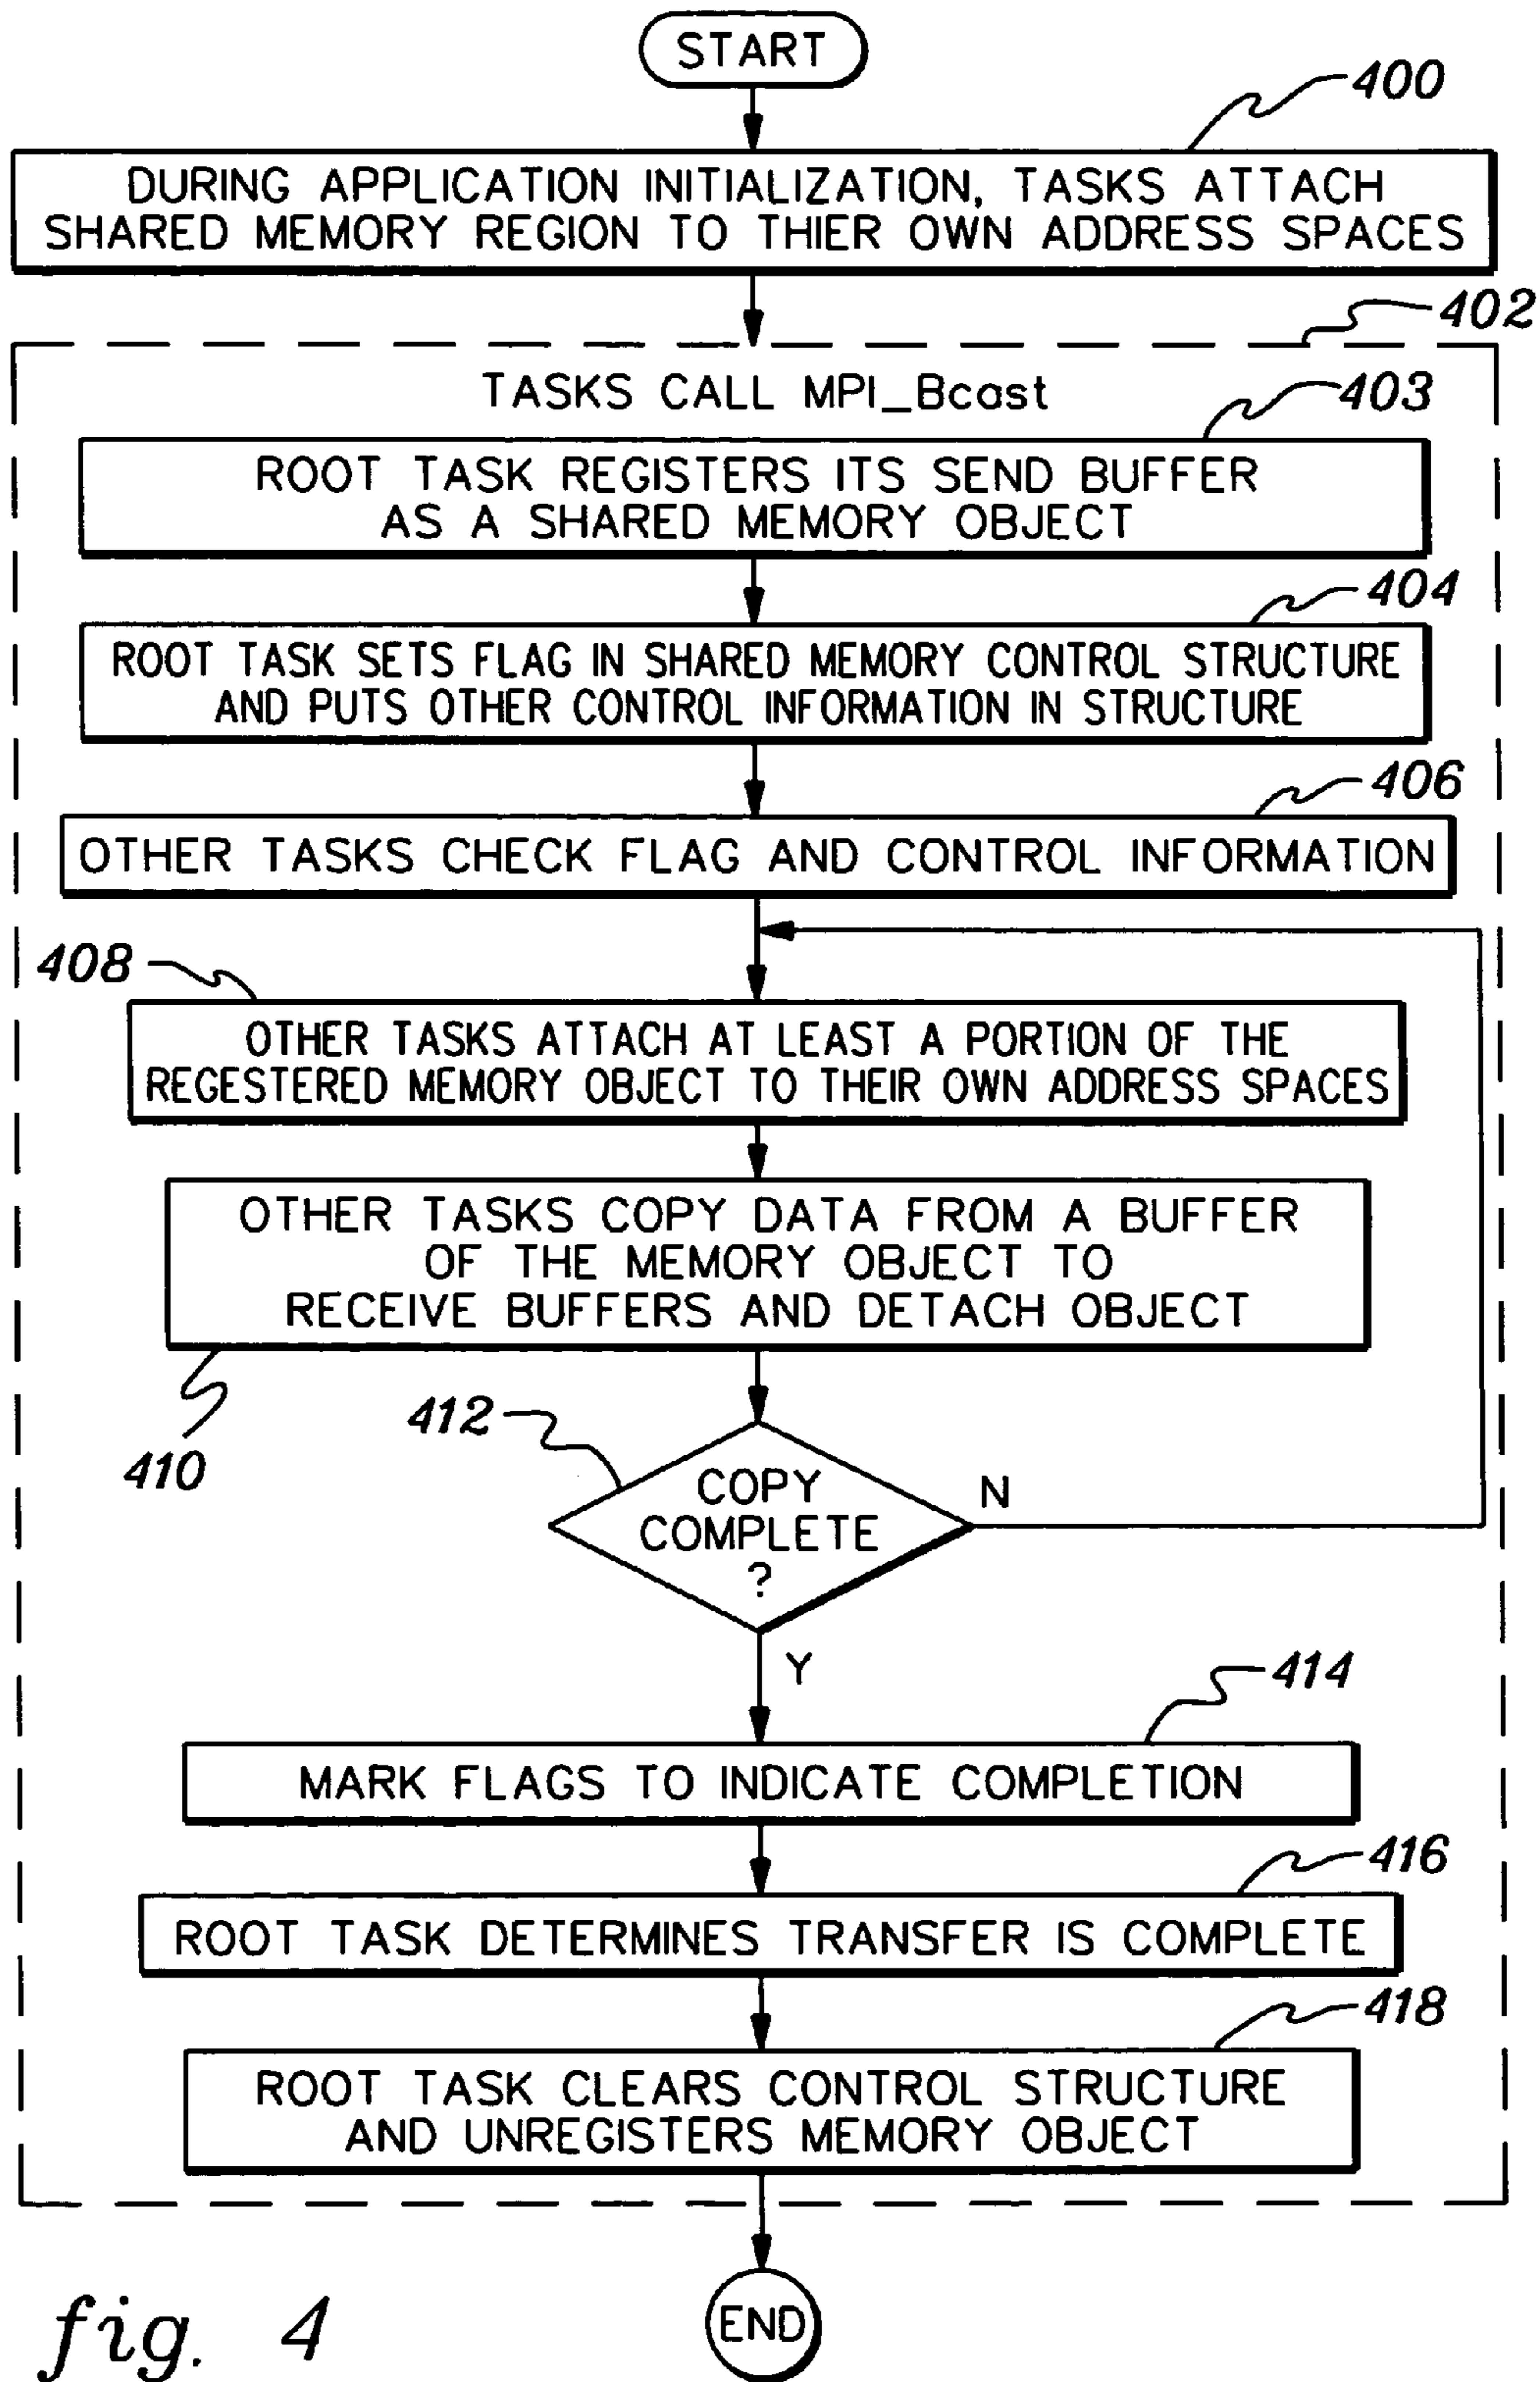 START
400
DURING APPLICATION INITIALIZATION, TASKS ATTACH
SHARED MEMORY REGION TO THIER OWN ADDRESS SPACES
402
TASKS CALL MPI_Bcast
403
ROOT TASK REGISTERS ITS SEND BUFFER
AS A SHARED MEMORY OBJECT
404
ROOT TASK SETS FLAG IN SHARED MEMORY CONTROL STRUCTURE
AND PUTS OTHER CONTROL INFORMATION IN STRUCTURE
406
OTHER TASKS CHECK FLAG AND CONTROL INFORMATION
408
OTHER TASKS ATTACH AT LEAST A PORTION OF THE
REGESTERED MEMORY OBJECT TO THEIR OWN ADDRESS SPACES
OTHER TASKS COPY DATA FROM A BUFFER
OF THE MEMORY OBJECT TO
RECEIVE BUFFERS AND DETACH OBJECT
410
412
COPY
COMPLETE
?
N
Y
414
MARK FLAGS TO INDICATE COMPLETION
416
ROOT TASK DETERMINES TRANSFER IS COMPLETE
418
ROOT TASK CLEARS CONTROL STRUCTURE
AND UNREGISTERS MEMORY OBJECT
END
fig. 4